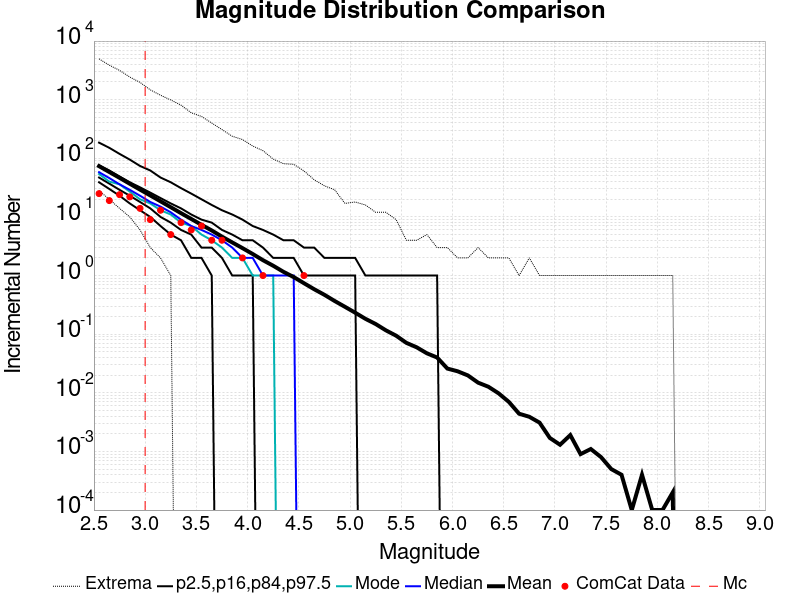 Magnitude Distribution Comparison
Incremental Number
10^4
10^3
10^2
10^1
10^0
10^-1
10^-2
10^-3
10^-4
2.5 3.0 3.5 4.0 4.5 5.0 5.5 6.0 6.5 7.0 7.5 8.0 8.5 9.0
Magnitude
Extrema p2.5,p16,p84,p97.5 Mode Median Mean ComCat Data Mc